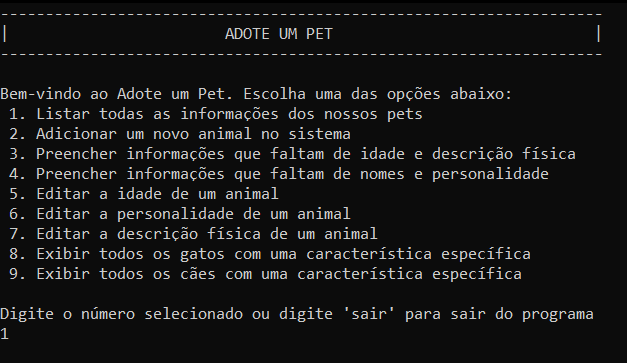 -------------------------------------------------------------------
| ADOTE UM PET |
-------------------------------------------------------------------
Bem-vindo ao Adote um Pet. Escolha uma das opções abaixo:
1. Listar todas as informações dos nossos pets
2. Adicionar um novo animal no sistema
3. Preencher informações que faltam de idade e descrição física
4. Preencher informações que faltam de nomes e personalidade
5. Editar a idade de um animal
6. Editar a personalidade de um animal
7. Editar a descrição física de um animal
8. Exibir todos os gatos com uma característica específica
9. Exibir todos os cães com uma característica específica
Digite o número selecionado ou digite 'sair' para sair do programa
1